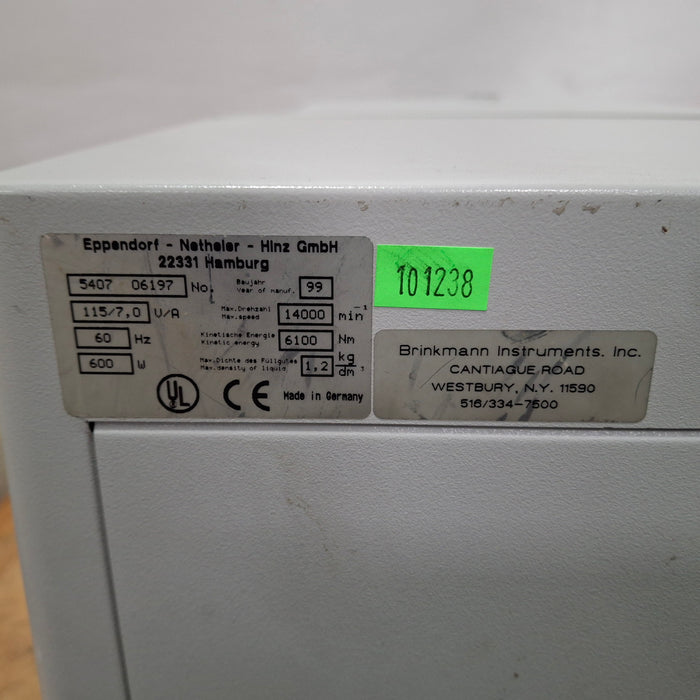 Eppendorf - Netheler - Hinz GmbH
22331 Hamburg
5407 06197 No.
Baujahr
Year of manuf.
99
115/7,0 V/A
Max.Drehzahl
Max.speed
14000 min⁻¹
60 Hz
Kinetische Energie
Kinetic energy
6100 Nm
600 W
Max.Dichte des Füllgutes
Max.density of liquid
1,2 kg/dm³
UL
CE
Made in Germany
101238
Brinkmann Instruments, Inc.
CANTIAGUE ROAD
WESTBURY, N.Y. 11590
516/334-7500